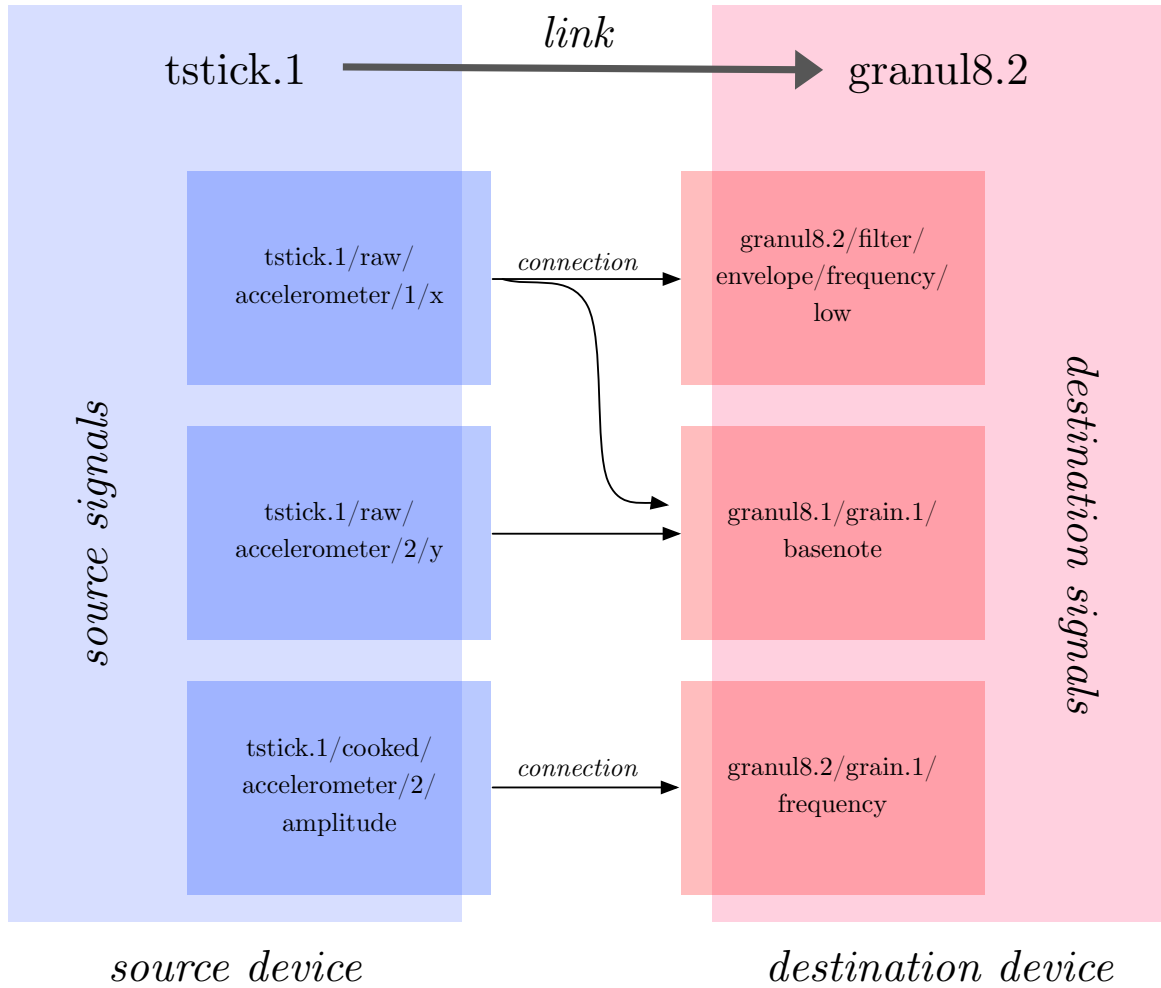 link
tstick.1
granul8.2
tstick.1/raw/
accelerometer/1/x
connection
granul8.2/filter/
envelope/frequency/
low
source signals
tstick.1/raw/
accelerometer/2/y
granul8.1/grain.1/
basenote
destination signals
tstick.1/cooked/
accelerometer/2/
amplitude
connection
granul8.2/grain.1/
frequency
source device
destination device